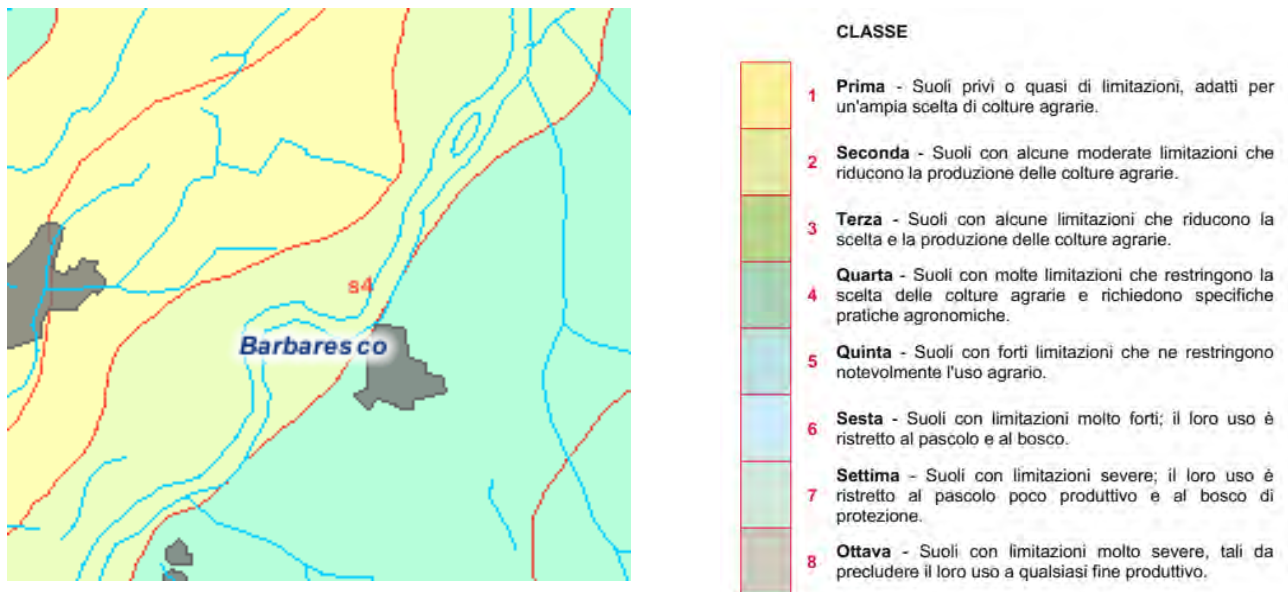 s4
Barbaresco
CLASSE
1
Prima - Suoli privi o quasi di limitazioni, adatti per
un'ampia scelta di colture agrarie.
2
Seconda - Suoli con alcune moderate limitazioni che
riducono la produzione delle colture agrarie.
3
Terza - Suoli con alcune limitazioni che riducono la
scelta e la produzione delle colture agrarie.
4
Quarta - Suoli con molte limitazioni che restringono la
scelta delle colture agrarie e richiedono specifiche
pratiche agronomiche.
5
Quinta - Suoli con forti limitazioni che ne restringono
notevolmente l'uso agrario.
6
Sesta - Suoli con limitazioni molto forti; il loro uso è
ristretto al pascolo e al bosco.
7
Settima - Suoli con limitazioni severe; il loro uso è
ristretto al pascolo poco produttivo e al bosco di
protezione.
8
Ottava - Suoli con limitazioni molto severe, tali da
precludere il loro uso a qualsiasi fine produttivo.